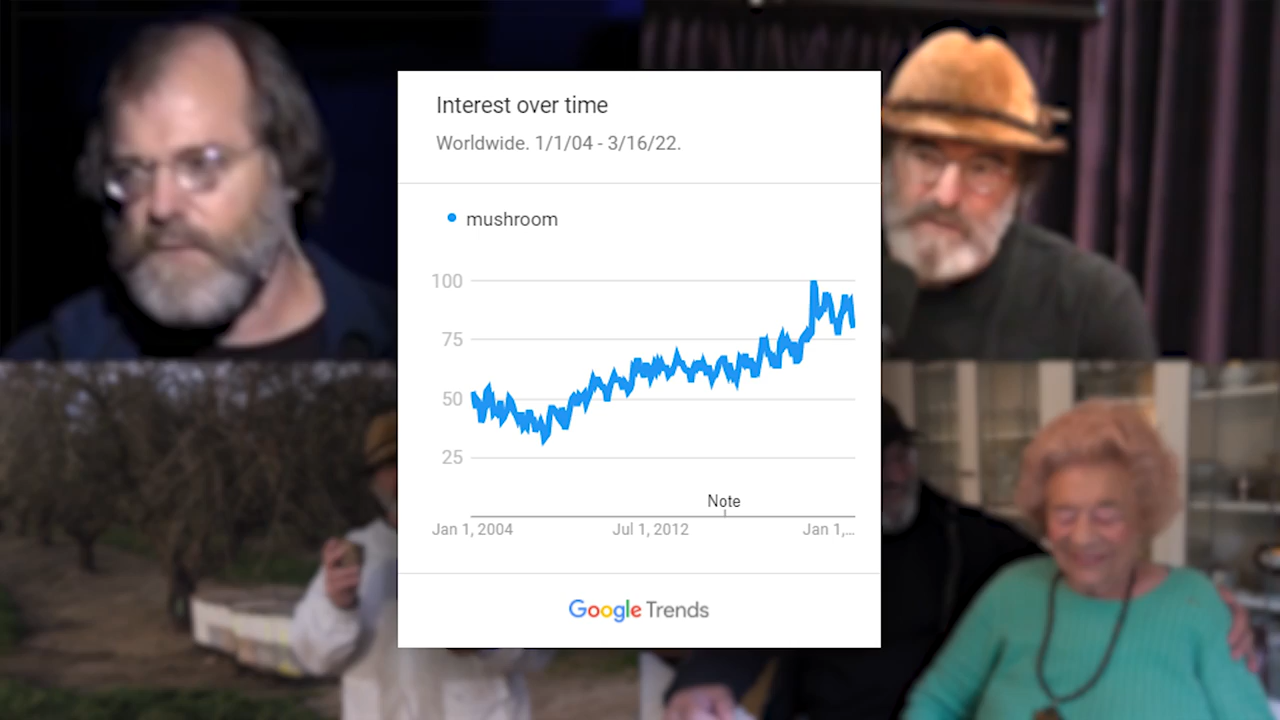 Interest over time
Worldwide. 1/1/04 - 3/16/22.
mushroom
100
75
50
25
Note
Jan 1, 2004 Jul 1, 2012 Jan 1,...
Google Trends